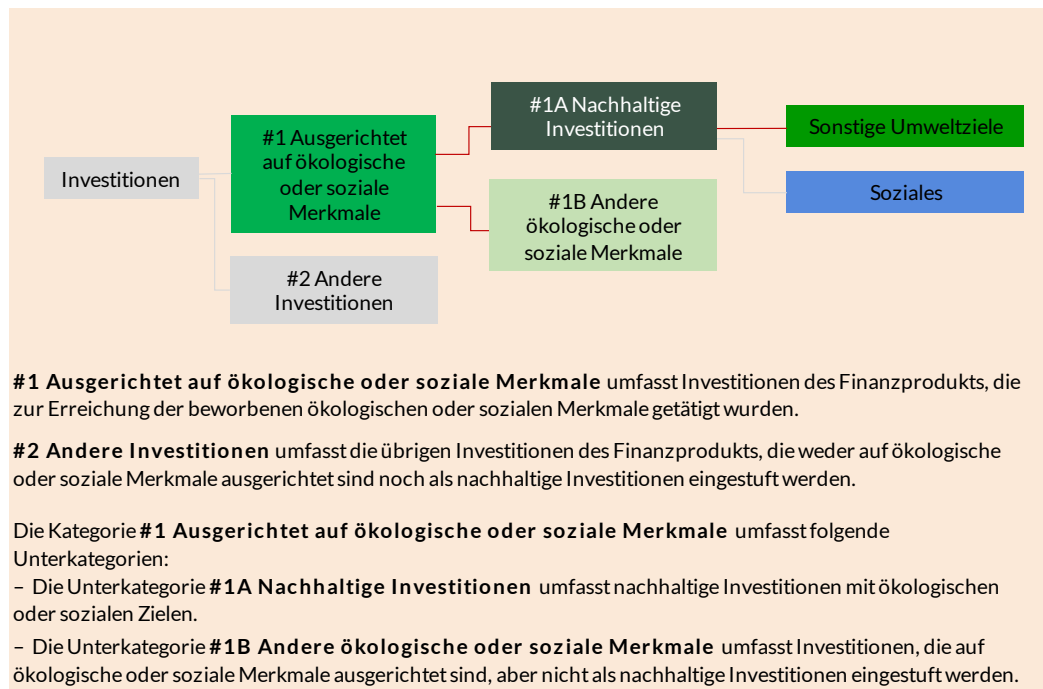 Investitionen
#1 Ausgerichtet
auf ökologische
oder soziale
Merkmale
#2 Andere
Investitionen
#1A Nachhaltige
Investitionen
#1B Andere
ökologische oder
soziale Merkmale
Sonstige Umweltziele
Soziales
#1 Ausgerichtet auf ökologische oder soziale Merkmale umfasst Investitionen des Finanzprodukts, die
zur Erreichung der beworbenen ökologischen oder sozialen Merkmale getätigt wurden.
#2 Andere Investitionen umfasst die übrigen Investitionen des Finanzprodukts, die weder auf ökologische
oder soziale Merkmale ausgerichtet sind noch als nachhaltige Investitionen eingestuft werden.
Die Kategorie #1 Ausgerichtet auf ökologische oder soziale Merkmale umfasst folgende
Unterkategorien:
– Die Unterkategorie #1A Nachhaltige Investitionen umfasst nachhaltige Investitionen mit ökologischen
oder sozialen Zielen.
– Die Unterkategorie #1B Andere ökologische oder soziale Merkmale umfasst Investitionen, die auf
ökologische oder soziale Merkmale ausgerichtet sind, aber nicht als nachhaltige Investitionen eingestuft werden.